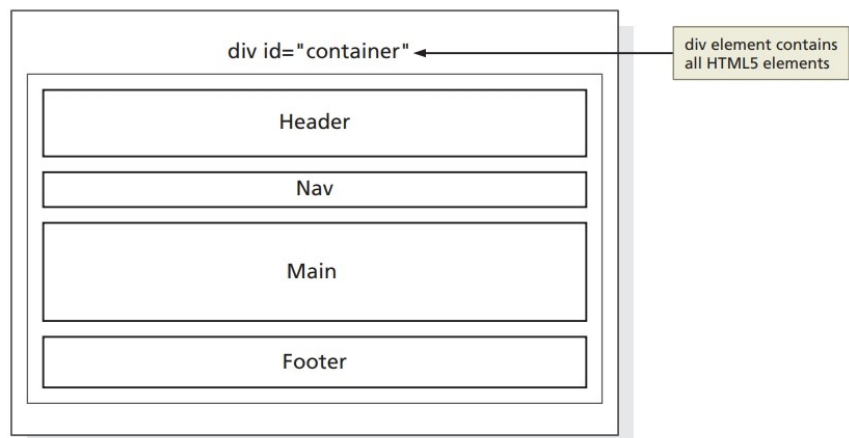 div id="container"
div element contains
all HTML5 elements
Header
Nav
Main
Footer